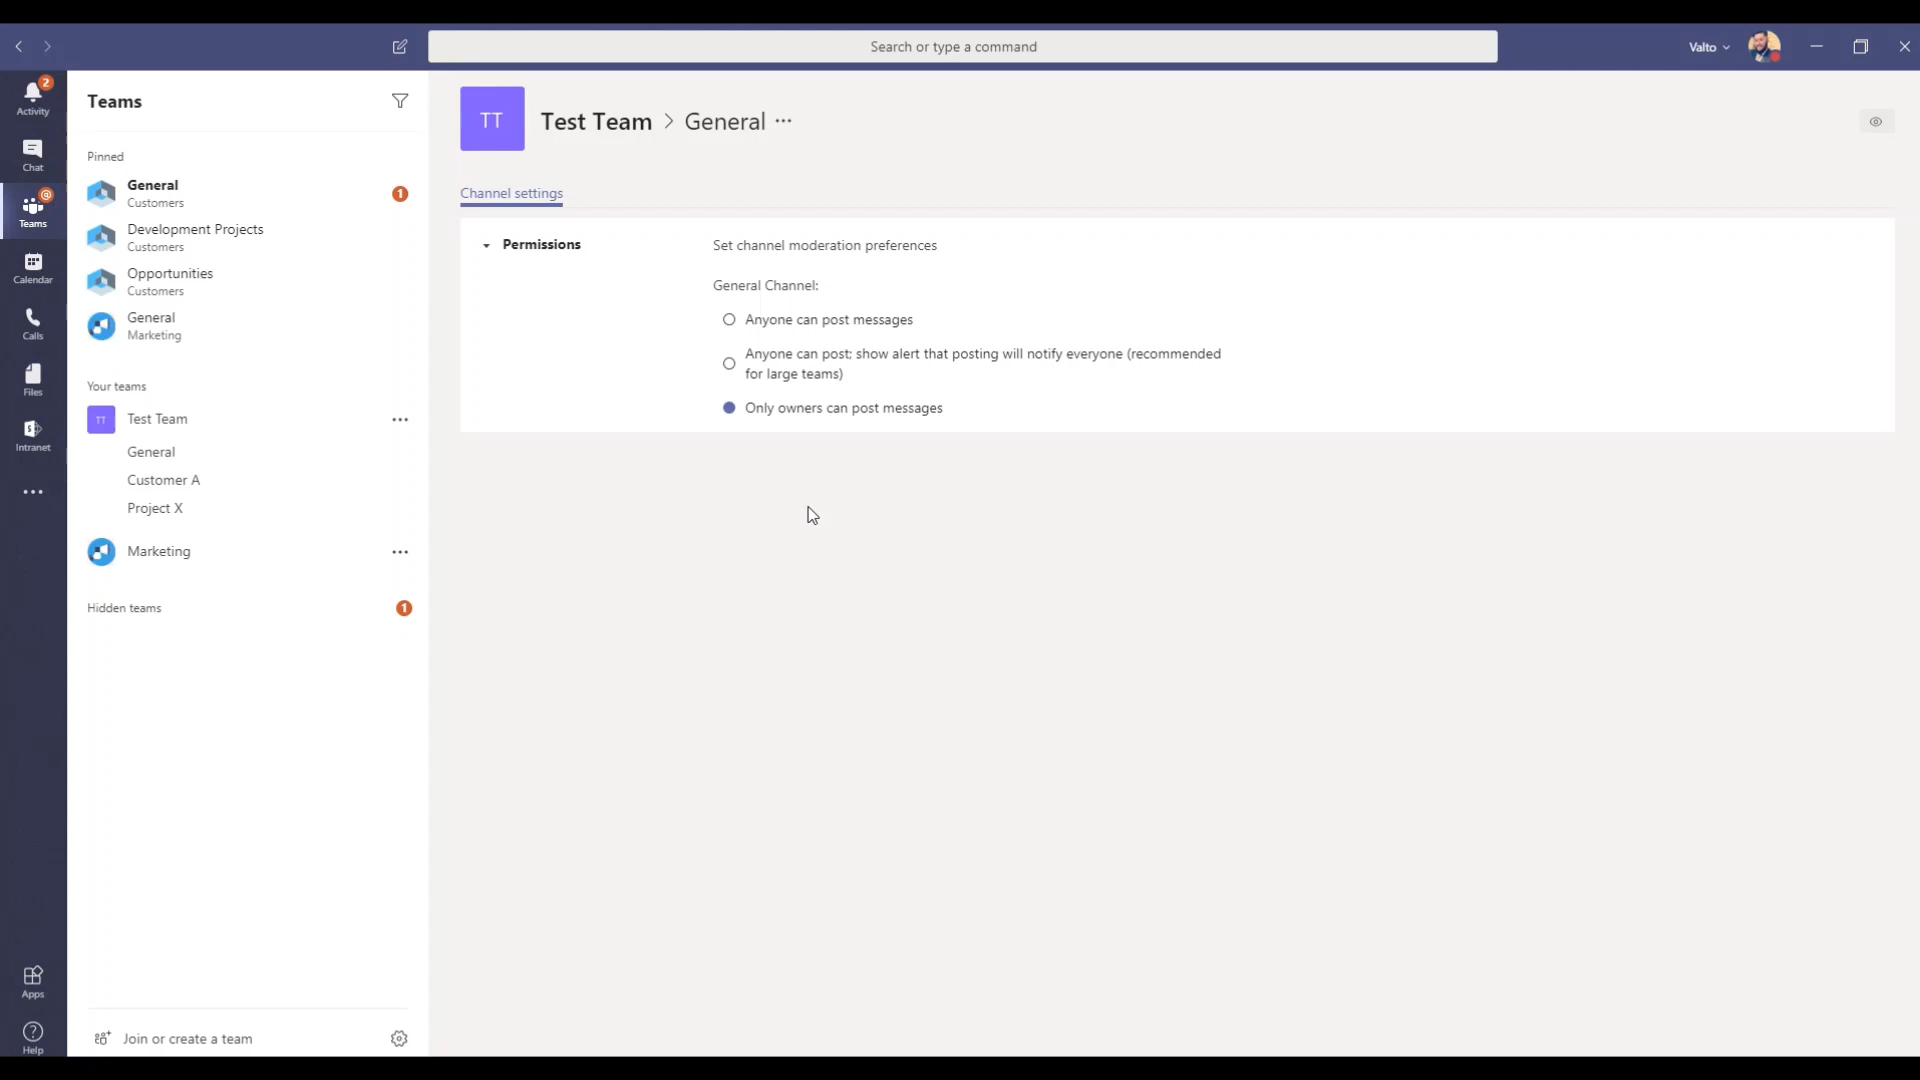 Search or type a command
Valto
2
Activity
Chat
@
Teams
Calendar
Calls
Files
Intranet
Apps
Help
Teams
Pinned
General
Customers
1
Development Projects
Customers
Opportunities
Customers
General
Marketing
Your teams
TT
Test Team
General
Customer A
Project X
Marketing
Hidden teams
1
Join or create a team
TT
Test Team > General ···
Channel settings
Permissions
Set channel moderation preferences
General Channel:
Anyone can post messages
Anyone can post; show alert that posting will notify everyone (recommended
for large teams)
Only owners can post messages